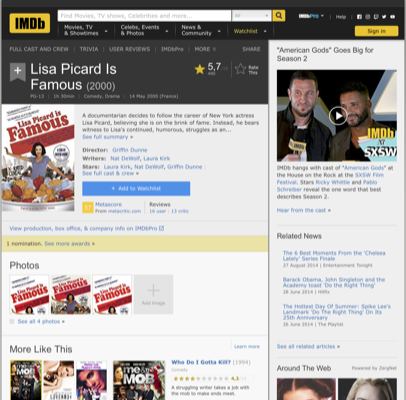 IMDb
Find Movies, TV shows, Celebrities and more...
All
IMDbPro
Help
Movies, TV & Showtimes
Celebs, Events & Photos
News & Community
Watchlist
Sign in
FULL CAST AND CREW | TRIVIA | USER REVIEWS | IMDbPro | MORE
SHARE
Lisa Picard Is
Famous (2000)
5,7
Rate This
PG-13 | 1h 30min | Comedy, Drama | 14 May 2000 (France)
Lisa Picard Is
Famous
A documentarian decides to follow the career of New York actress
Lisa Picard, believing she is on the brink of fame. Instead, he bears
witness to Lisa's continual, humorous, struggles as an...
See full summary »
Director: Griffin Dunne
Writers: Nat DeWolf, Laura Kirk
Stars: Laura Kirk, Nat DeWolf, Griffin Dunne
See full cast & crew »
+ Add to Watchlist
Metascore
From metacritic.com
Reviews
View production, box office, & company info on IMDbPro
1 nomination. See more awards »
Photos
Add Image
See all 4 photos »
More Like This
Learn more
Who Do I Gotta Kill? (1994)
Comedy
A struggling writer takes a job with
the mob to make ends meet.
"American Gods" Goes Big for
Season 2
IMDb
AT
SXSW
IMDb hangs with cast of "American Gods" at
the House on the Rock at the SXSW
Film Festival. Stars Ricky Whittle and Pablo
Schreiber reveal the one word that best
describes Season 2.
Hear from the cast »
Related News
The 6 Best Moments From the 'Chelsea
Lately' Series Finale
27 August 2014 | Entertainment Tonight
Barack Obama, John Singleton and the
Academy toast 'Do the Right Thing'
28 June 2014 | Hitfix
The Hottest Day of Summer: Spike Lee's
Landmark 'Do The Right Thing' On Its
25th Anniversary
26 June 2014 | The Playlist
See all related articles »
Around The Web
Powered by ZergNet